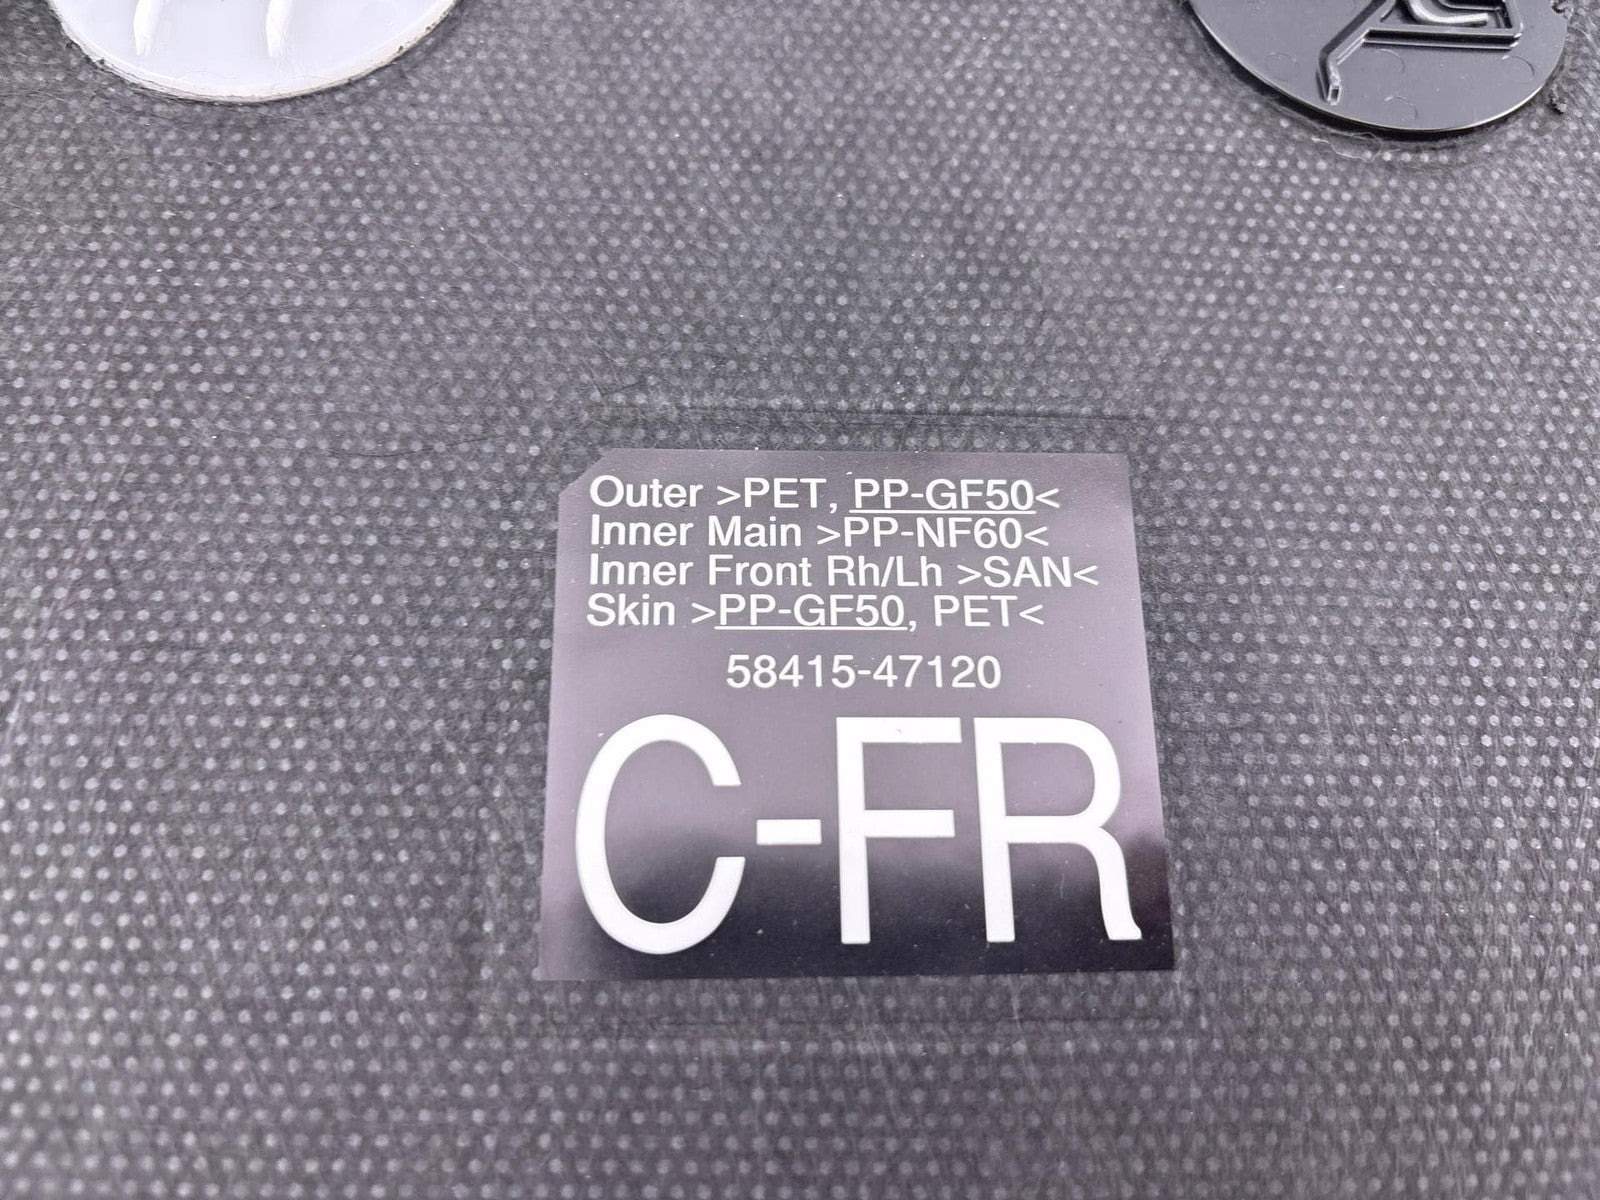 Outer >PET, PP-GF50<
Inner Main >PP-NF60<
Inner Front Rh/Lh >SAN<
Skin >PP-GF50, PET<
58415-47120
C-FR